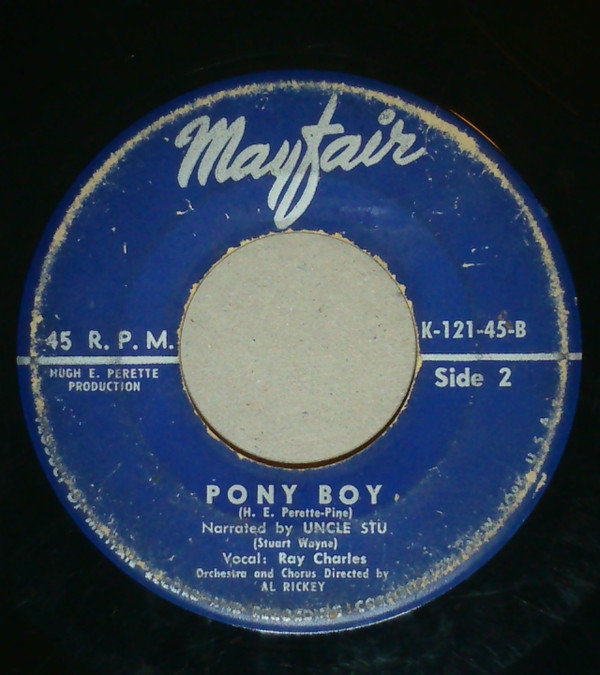 Mayfair
45 R.P.M.
K-121-45-B
HUGH E. PERETTE
PRODUCTION
Side 2
PONY BOY
(H. E. Perette-Pine)
Narrated by UNCLE STU
(Stuart Wayne)
Vocal: Ray Charles
Orchestra and Chorus Directed by
AL RICKEY